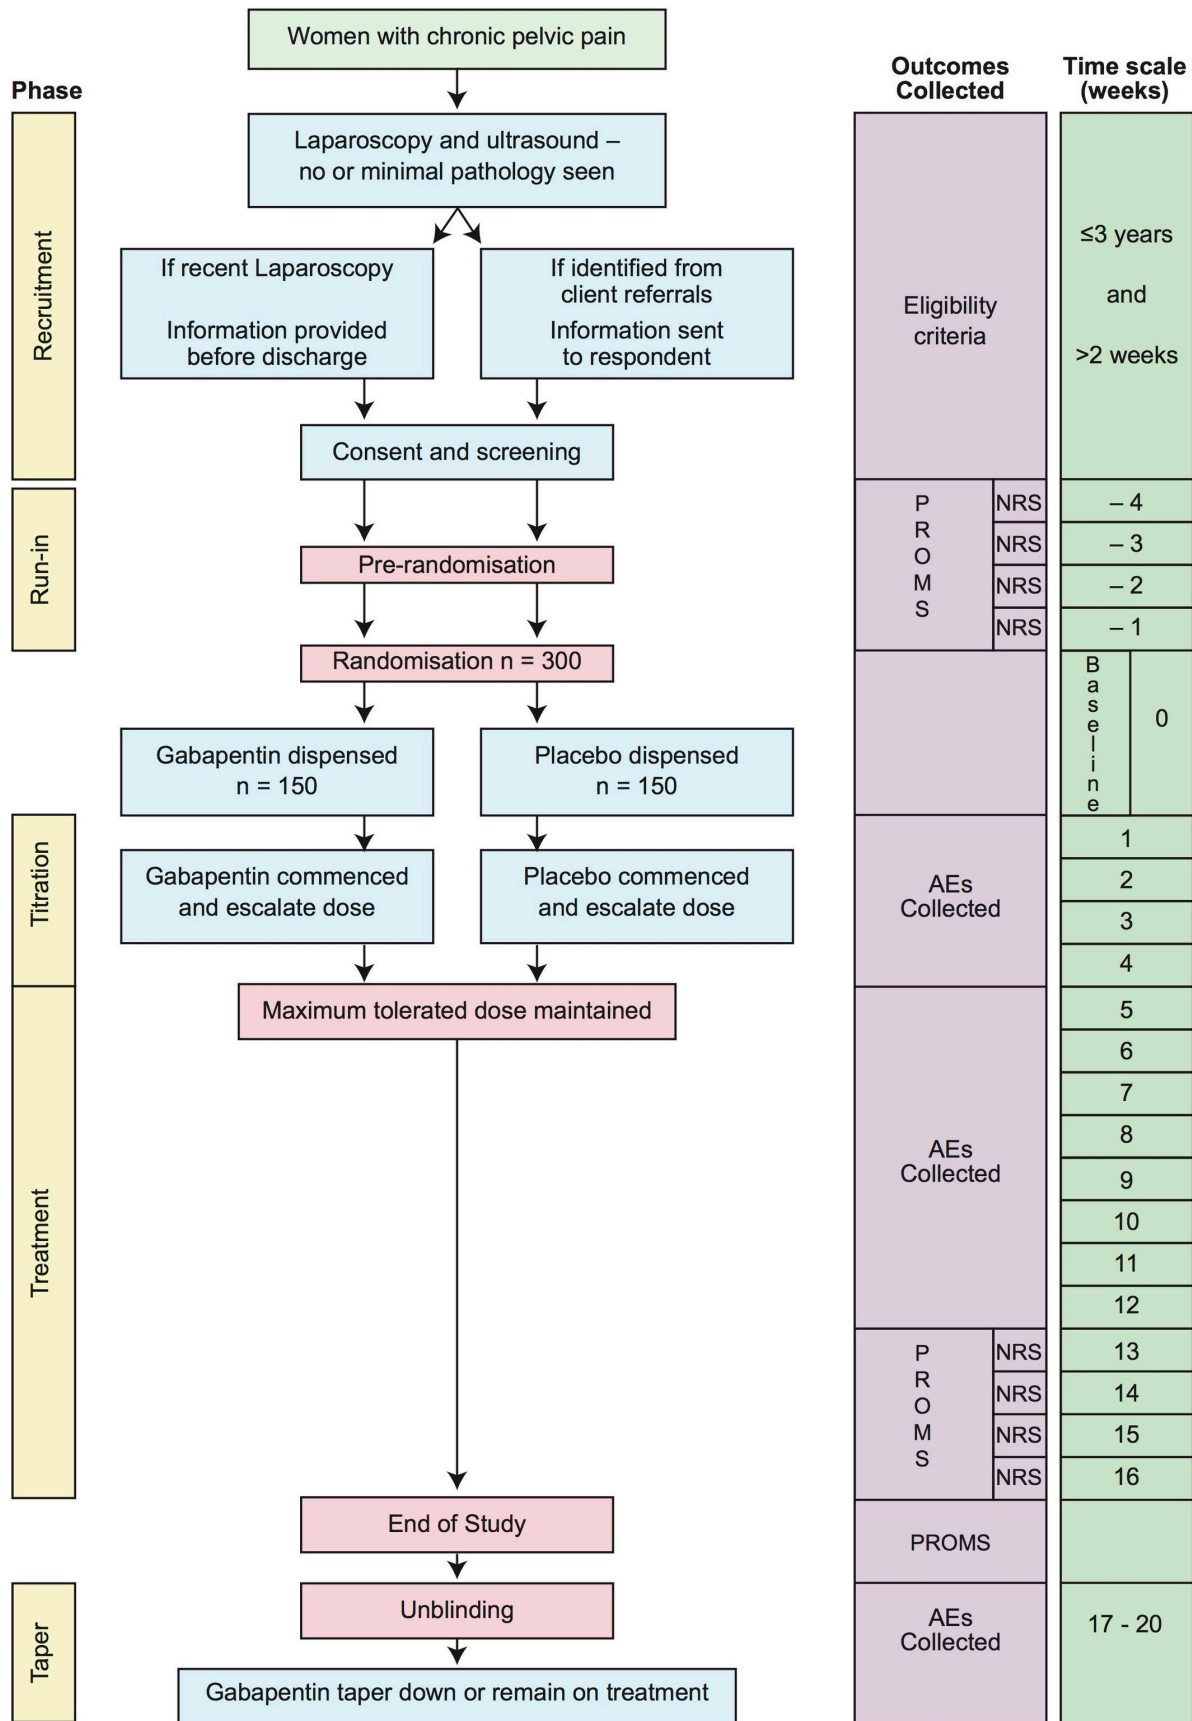 Women with chronic pelvic pain
Phase
Outcomes
Collected
Time scale
(weeks)
Recruitment
Laparoscopy and ultrasound –
no or minimal pathology seen
If recent Laparoscopy
Information provided
before discharge
If identified from
client referrals
Information sent
to respondent
Consent and screening
Eligibility
criteria
≤3 years
and
>2 weeks
Run-in
Pre-randomisation
Randomisation n = 300
P
R
O
M
S
NRS
NRS
NRS
NRS
– 4
– 3
– 2
– 1
B
a
s
e
l
i
n
e
0
Gabapentin dispensed
n = 150
Placebo dispensed
n = 150
Titration
Gabapentin commenced
and escalate dose
Placebo commenced
and escalate dose
AEs
Collected
1
2
3
4
Treatment
Maximum tolerated dose maintained
AEs
Collected
5
6
7
8
9
10
11
12
P
R
O
M
S
NRS
NRS
NRS
NRS
13
14
15
16
End of Study
PROMS
Taper
Unblinding
Gabapentin taper down or remain on treatment
AEs
Collected
17 - 20